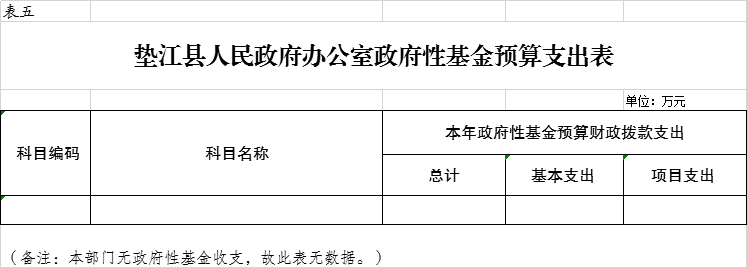 表五
垫江县人民政府办公室政府性基金预算支出表
单位：万元
科目编码 科目名称 本年政府性基金预算财政拨款支出
总计 基本支出 项目支出
（备注：本部门无政府性基金收支，故此表无数据。）